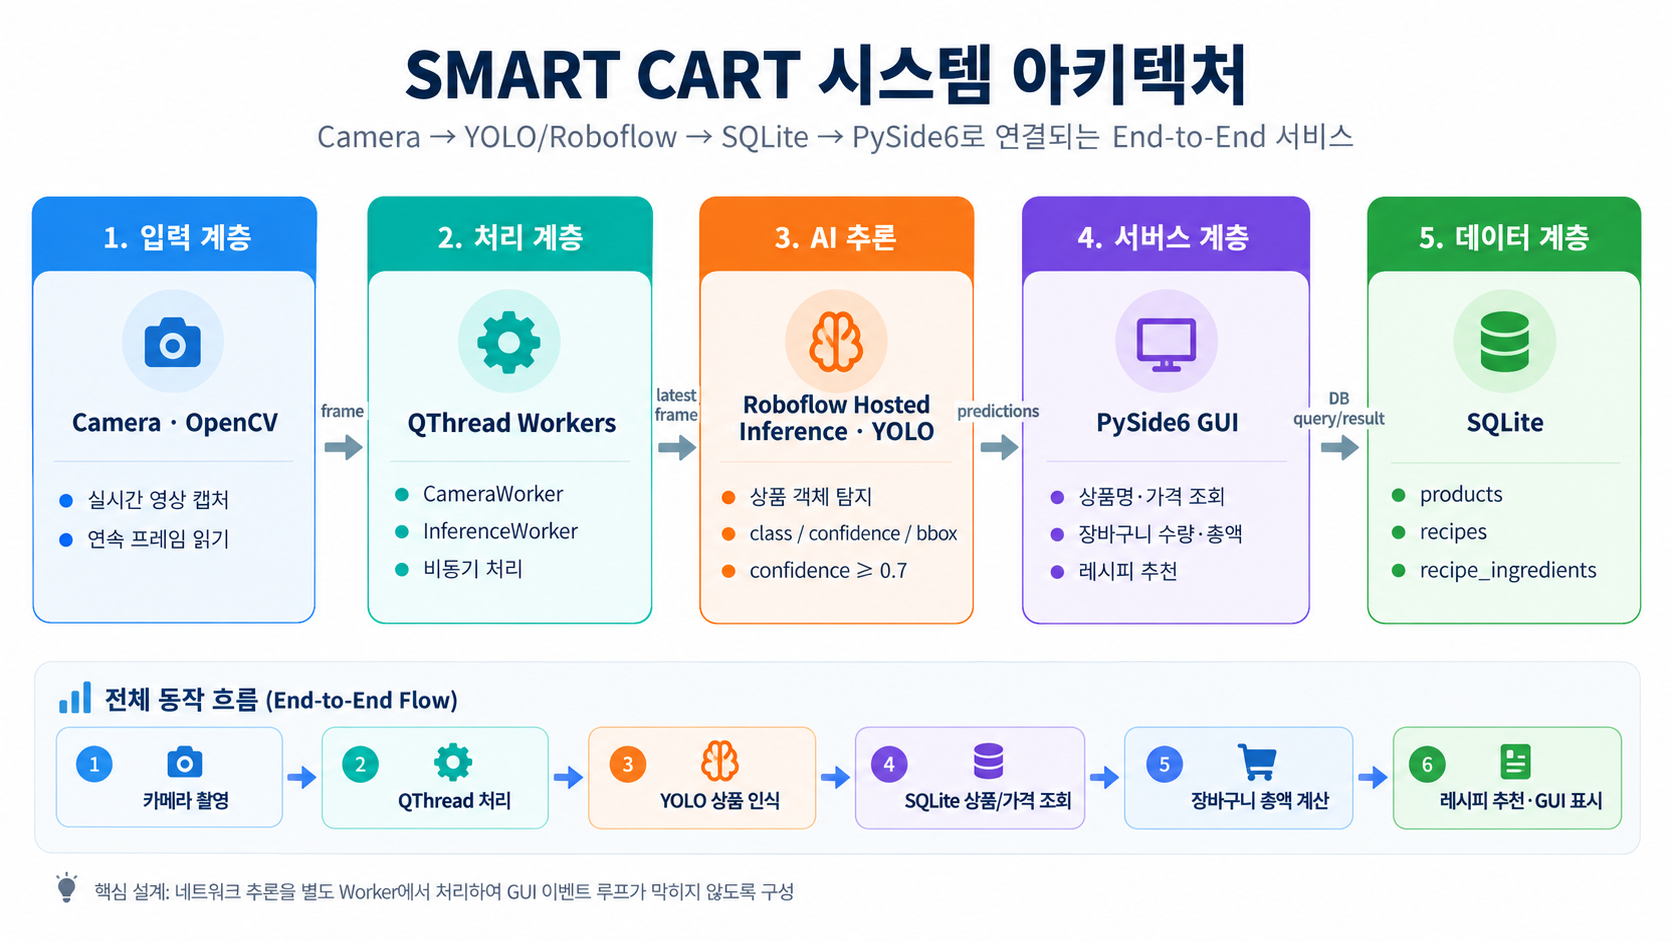 SMART CART 시스템 아키텍처
Camera → YOLO/Roboflow → SQLite → PySide6로 연결되는 End-to-End 서비스
1. 입력 계층
Camera · OpenCV
실시간 영상 캡처
연속 프레임 읽기
frame
2. 처리 계층
QThread Workers
CameraWorker
InferenceWorker
비동기 처리
latest
frame
3. AI 추론
Roboflow Hosted
Inference · YOLO
상품 객체 탐지
class / confidence / bbox
confidence ≥ 0.7
predictions
4. 서버스 계층
PySide6 GUI
상품명·가격 조회
장바구니 수량·총액
레시피 추천
DB
query/result
5. 데이터 계층
SQLite
products
recipes
recipe_ingredients
전체 동작 흐름 (End-to-End Flow)
1
카메라 촬영
2
QThread 처리
3
YOLO 상품 인식
4
SQLite 상품/가격 조회
5
장바구니 총액 계산
6
레시피 추천·GUI 표시
핵심 설계: 네트워크 추론을 별도 Worker에서 처리하여 GUI 이벤트 루프가 막히지 않도록 구성